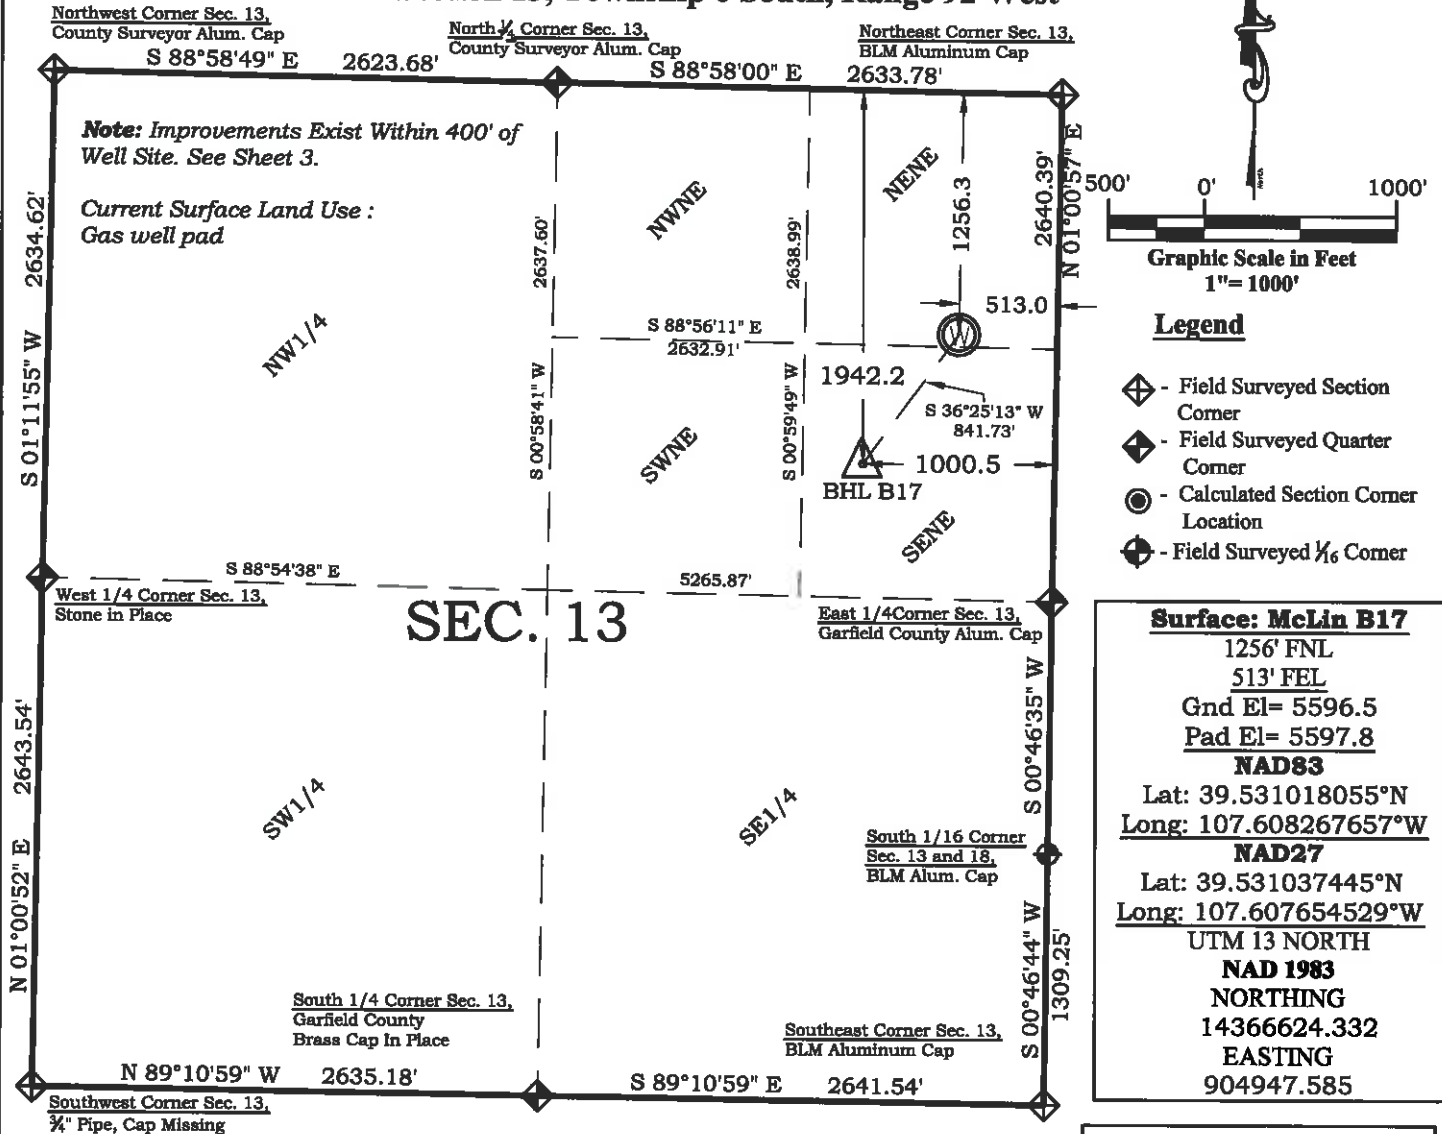 Section 13, Township 6 South, Range 92 West
Northwest Corner Sec. 13,
County Surveyor Alum. Cap
North ¼ Corner Sec. 13,
County Surveyor Alum. Cap
Northeast Corner Sec. 13,
BLM Aluminum Cap
S 88°58'49" E 2623.68'
S 88°58'00" E 2633.78'
Note: Improvements Exist Within 400' of
Well Site. See Sheet 3.
Current Surface Land Use :
Gas well pad
S 01°11'55" W 2634.62'
NW1/4
2637.60'
S 00°58'41" W
NWNE
2638.99'
S 00°59'49" W
NENE
1256.3
2640.39'
N 01°00'57" E
513.0
W
S 88°56'11" E
2632.91'
1942.2
S 36°25'13" W
841.73'
1000.5
BHL B17
SWNE
SENE
S 88°54'38" E
5265.87'
West 1/4 Corner Sec. 13,
Stone in Place
SEC. 13
East 1/4Corner Sec. 13,
Garfield County Alum. Cap
N 01°00'52" E 2643.54'
SW1/4
SE1/4
S 00°46'35" W
South 1/16 Corner
Sec. 13 and 18,
BLM Alum. Cap
S 00°46'44" W
1309.25'
South 1/4 Corner Sec. 13,
Garfield County
Brass Cap In Place
Southeast Corner Sec. 13,
BLM Aluminum Cap
N 89°10'59" W 2635.18'
S 89°10'59" E 2641.54'
Southwest Corner Sec. 13,
¾" Pipe, Cap Missing
North
500' 0' 1000'
Graphic Scale in Feet
1"= 1000'
Legend
- Field Surveyed Section
Corner
- Field Surveyed Quarter
Corner
- Calculated Section Corner
Location
- Field Surveyed 1/16 Corner
Surface: McLin B17
1256' FNL
513' FEL
Gnd El= 5596.5
Pad El= 5597.8
NAD83
Lat: 39.531018055°N
Long: 107.608267657°W
NAD27
Lat: 39.531037445°N
Long: 107.607654529°W
UTM 13 NORTH
NAD 1983
NORTHING
14366624.332
EASTING
904947.585